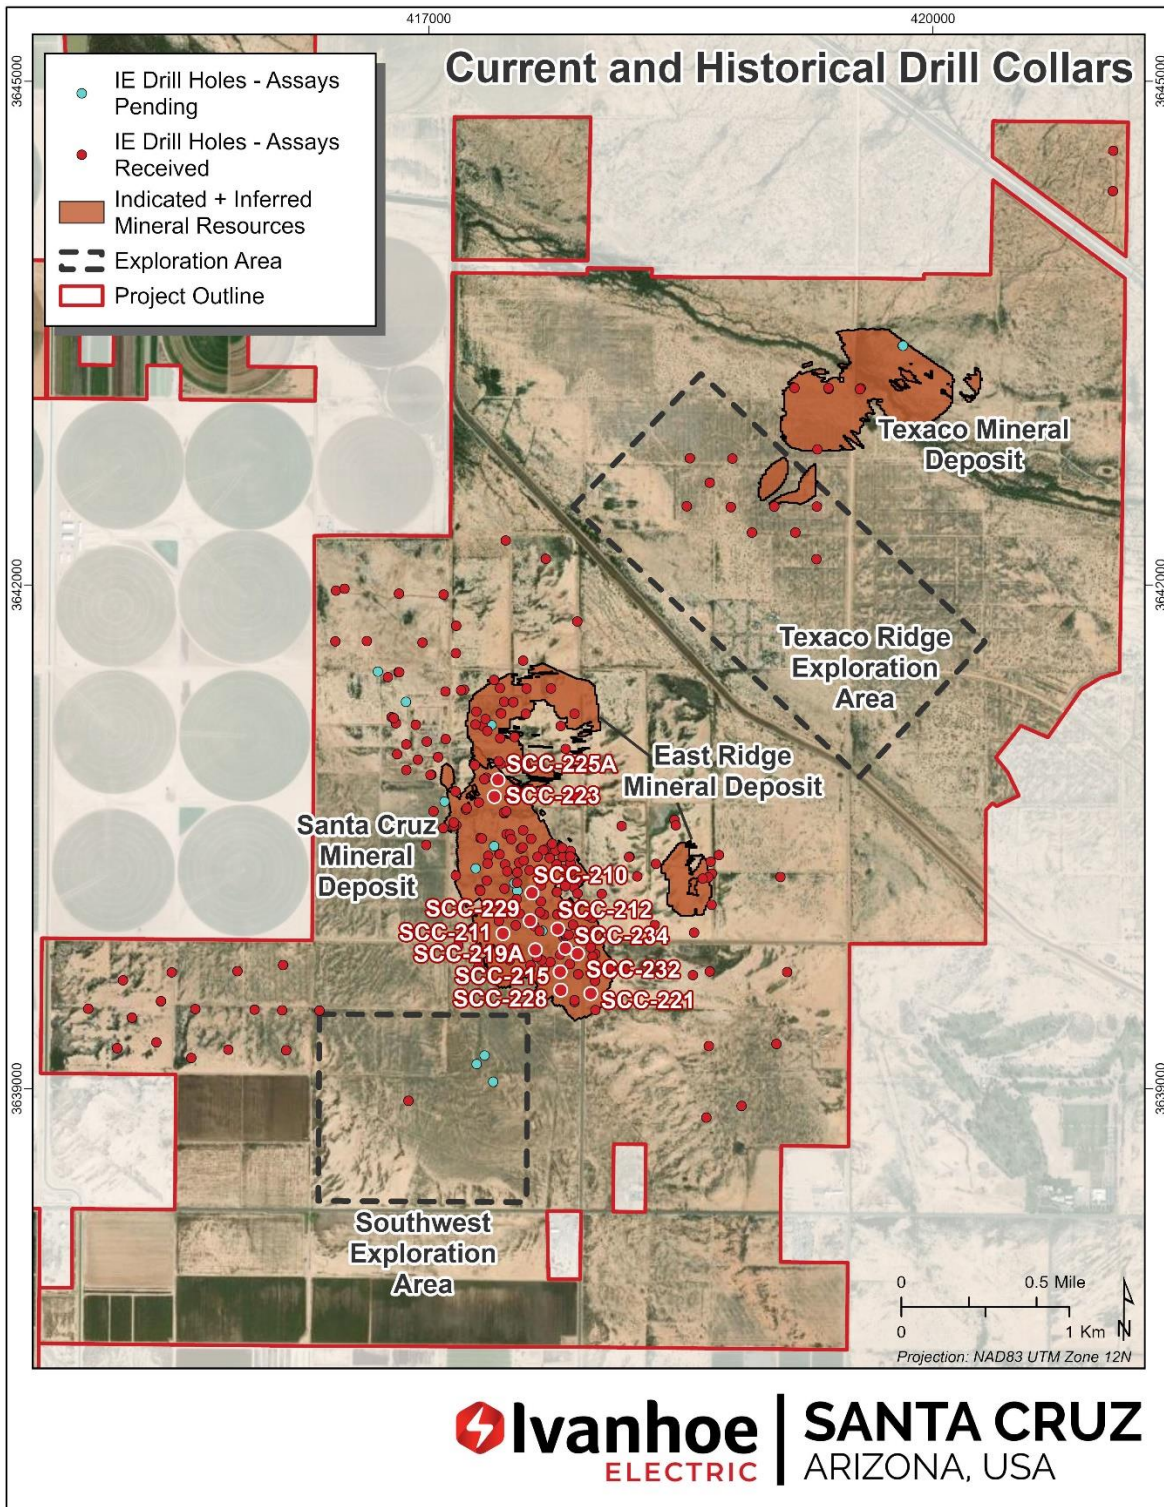 417000
420000
Current and Historical Drill Collars
3645000
3645000
IE Drill Holes - Assays
Pending
IE Drill Holes - Assays
Received
Indicated + Inferred
Mineral Resources
Exploration Area
Project Outline
Texaco Mineral
Deposit
3642000
3642000
Texaco Ridge
Exploration
Area
East Ridge
Mineral Deposit
SCC-225A
SCC-223
Santa Cruz
Mineral
Deposit
SCC-210
SCC-229
SCC-212
SCC-211
SCC-234
SCC-219A
SCC-215
SCC-232
SCC-228
SCC-221
3639000
3639000
Southwest
Exploration
Area
0
0.5 Mile
0
1 Km
N
Projection: NAD83 UTM Zone 12N
Ivanhoe
ELECTRIC
SANTA CRUZ
ARIZONA, USA